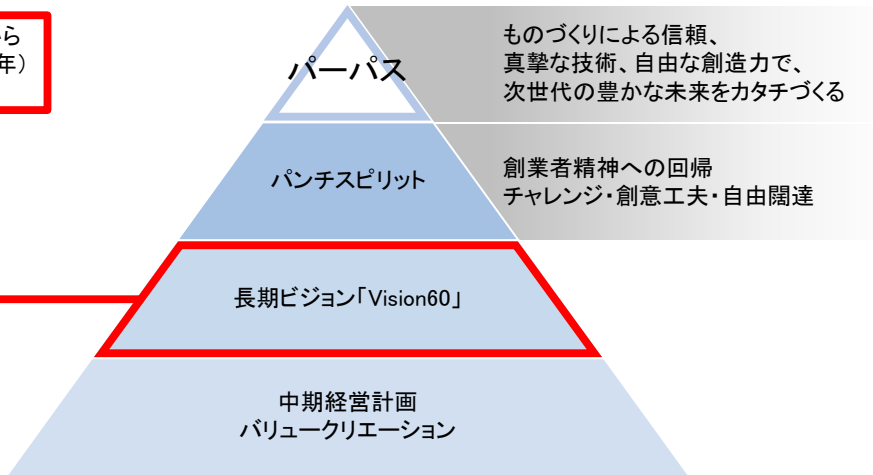 ら
年）
パーパス
ものづくりによる信頼、
真摯な技術、自由な創造力で、
次世代の豊かな未来をカタチづくる
パンチスピリット
創業者精神への回帰
チャレンジ・創意工夫・自由闊達
長期ビジョン「Vision60」
中期経営計画
バリュークリエーション